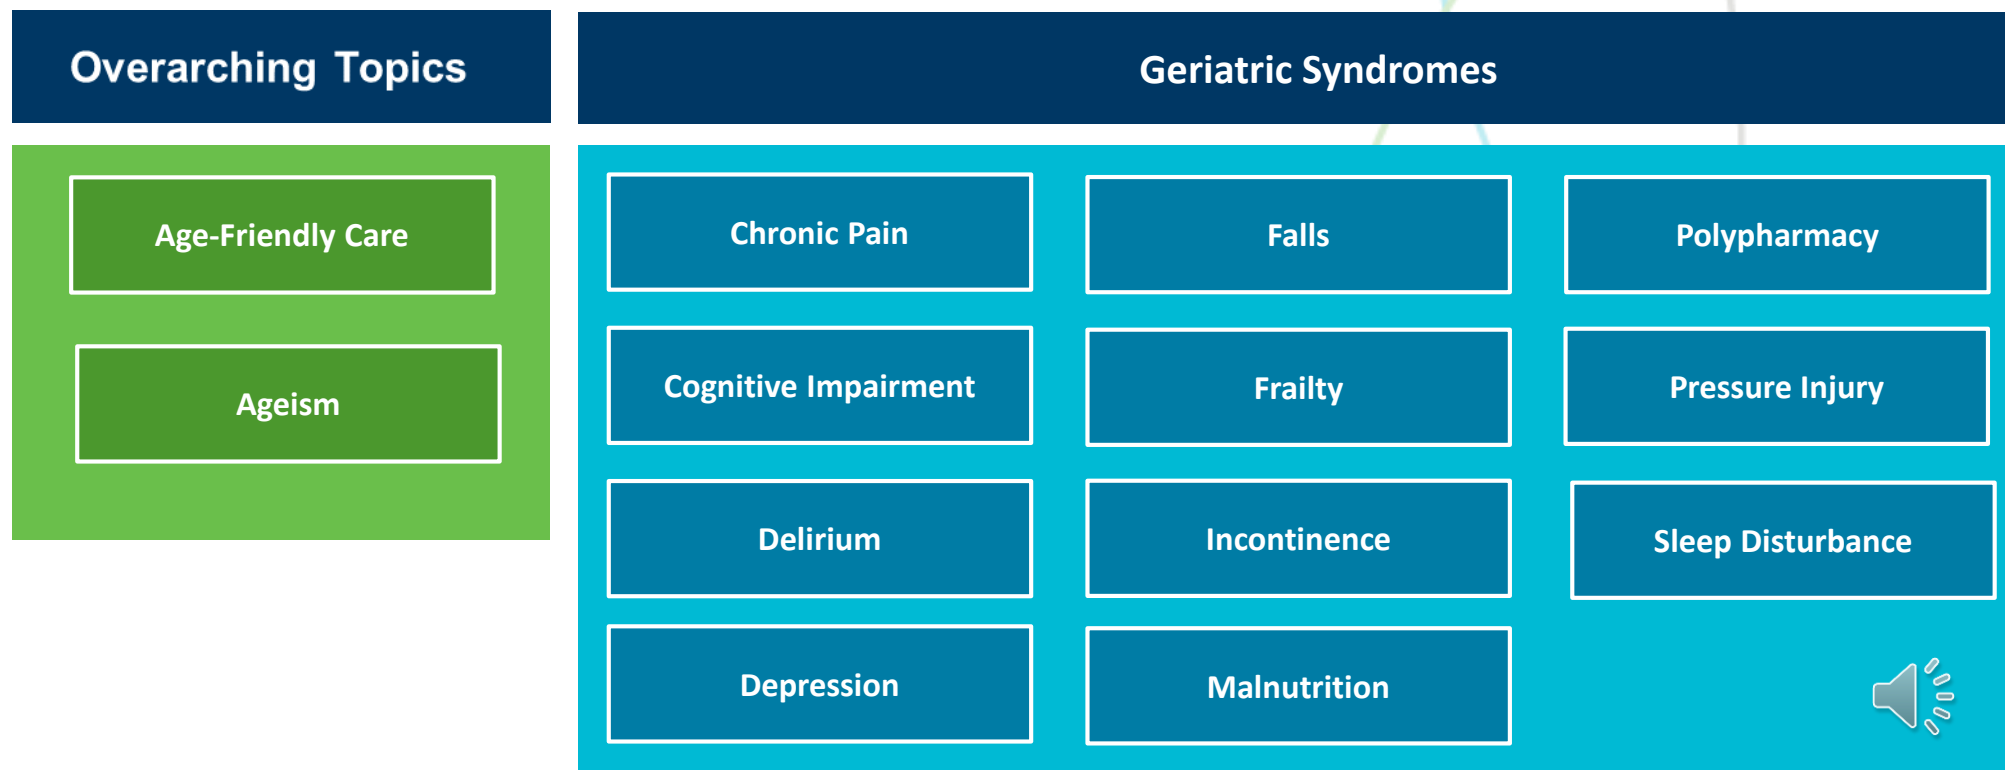 Overarching Topics
Age-Friendly Care
Ageism
Geriatric Syndromes
Chronic Pain
Falls
Polypharmacy
Cognitive Impairment
Frailty
Pressure Injury
Delirium
Incontinence
Sleep Disturbance
Depression
Malnutrition